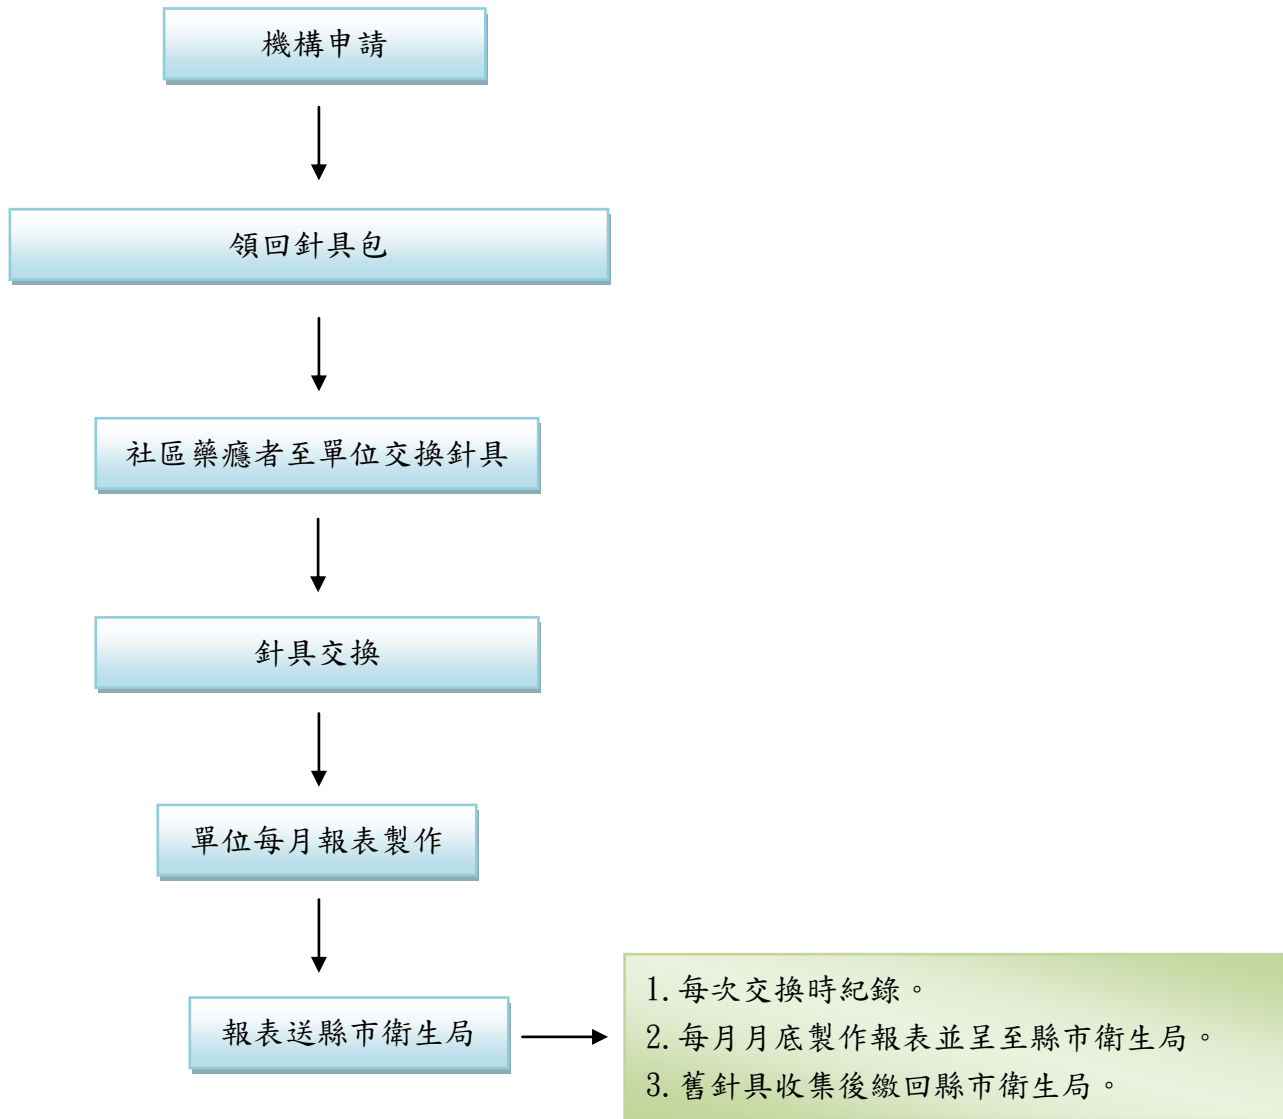 機構申請
領回針具包
社區藥癮者至單位交換針具
針具交換
單位每月報表製作
報表送縣市衛生局
1.每次交換時紀錄。
2.每月月底製作報表並呈至縣市衛生局。
3.舊針具收集後繳回縣市衛生局。